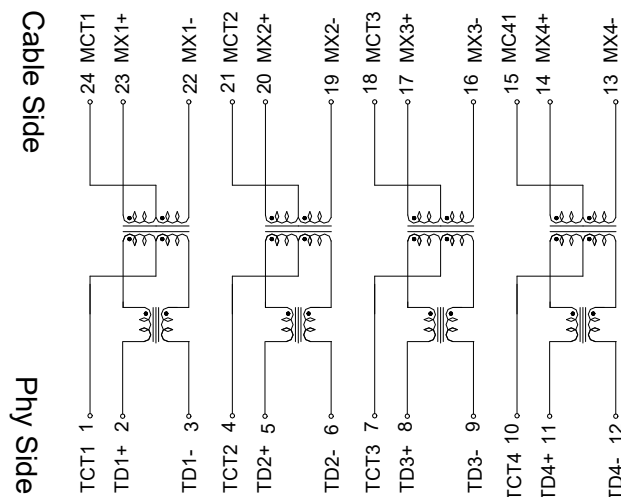 Cable Side
24 MCT1
23 MX1+
22 MX1-
21 MCT2
20 MX2+
19 MX2-
18 MCT3
17 MX3+
16 MX3-
15 MC41
14 MX4+
13 MX4-
Phy Side
TCT1 1
TD1+ 2
TD1- 3
TCT2 4
TD2+ 5
TD2- 6
TCT3 7
TD3+ 8
TD3- 9
TCT4 10
TD4+ 11
TD4- 12